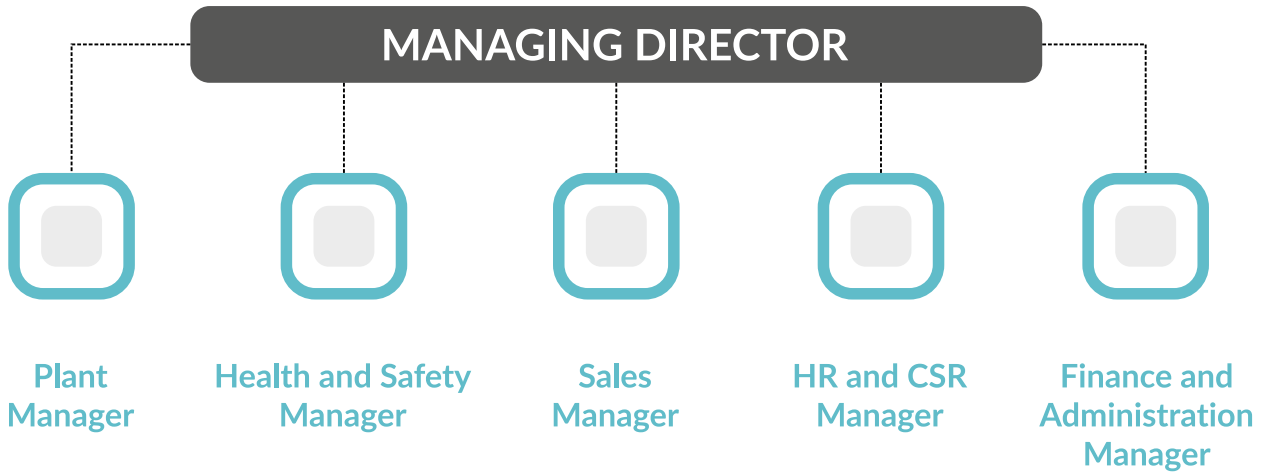 MANAGING DIRECTOR
Plant
Manager
Health and Safety
Manager
Sales
Manager
HR and CSR
Manager
Finance and
Administration
Manager